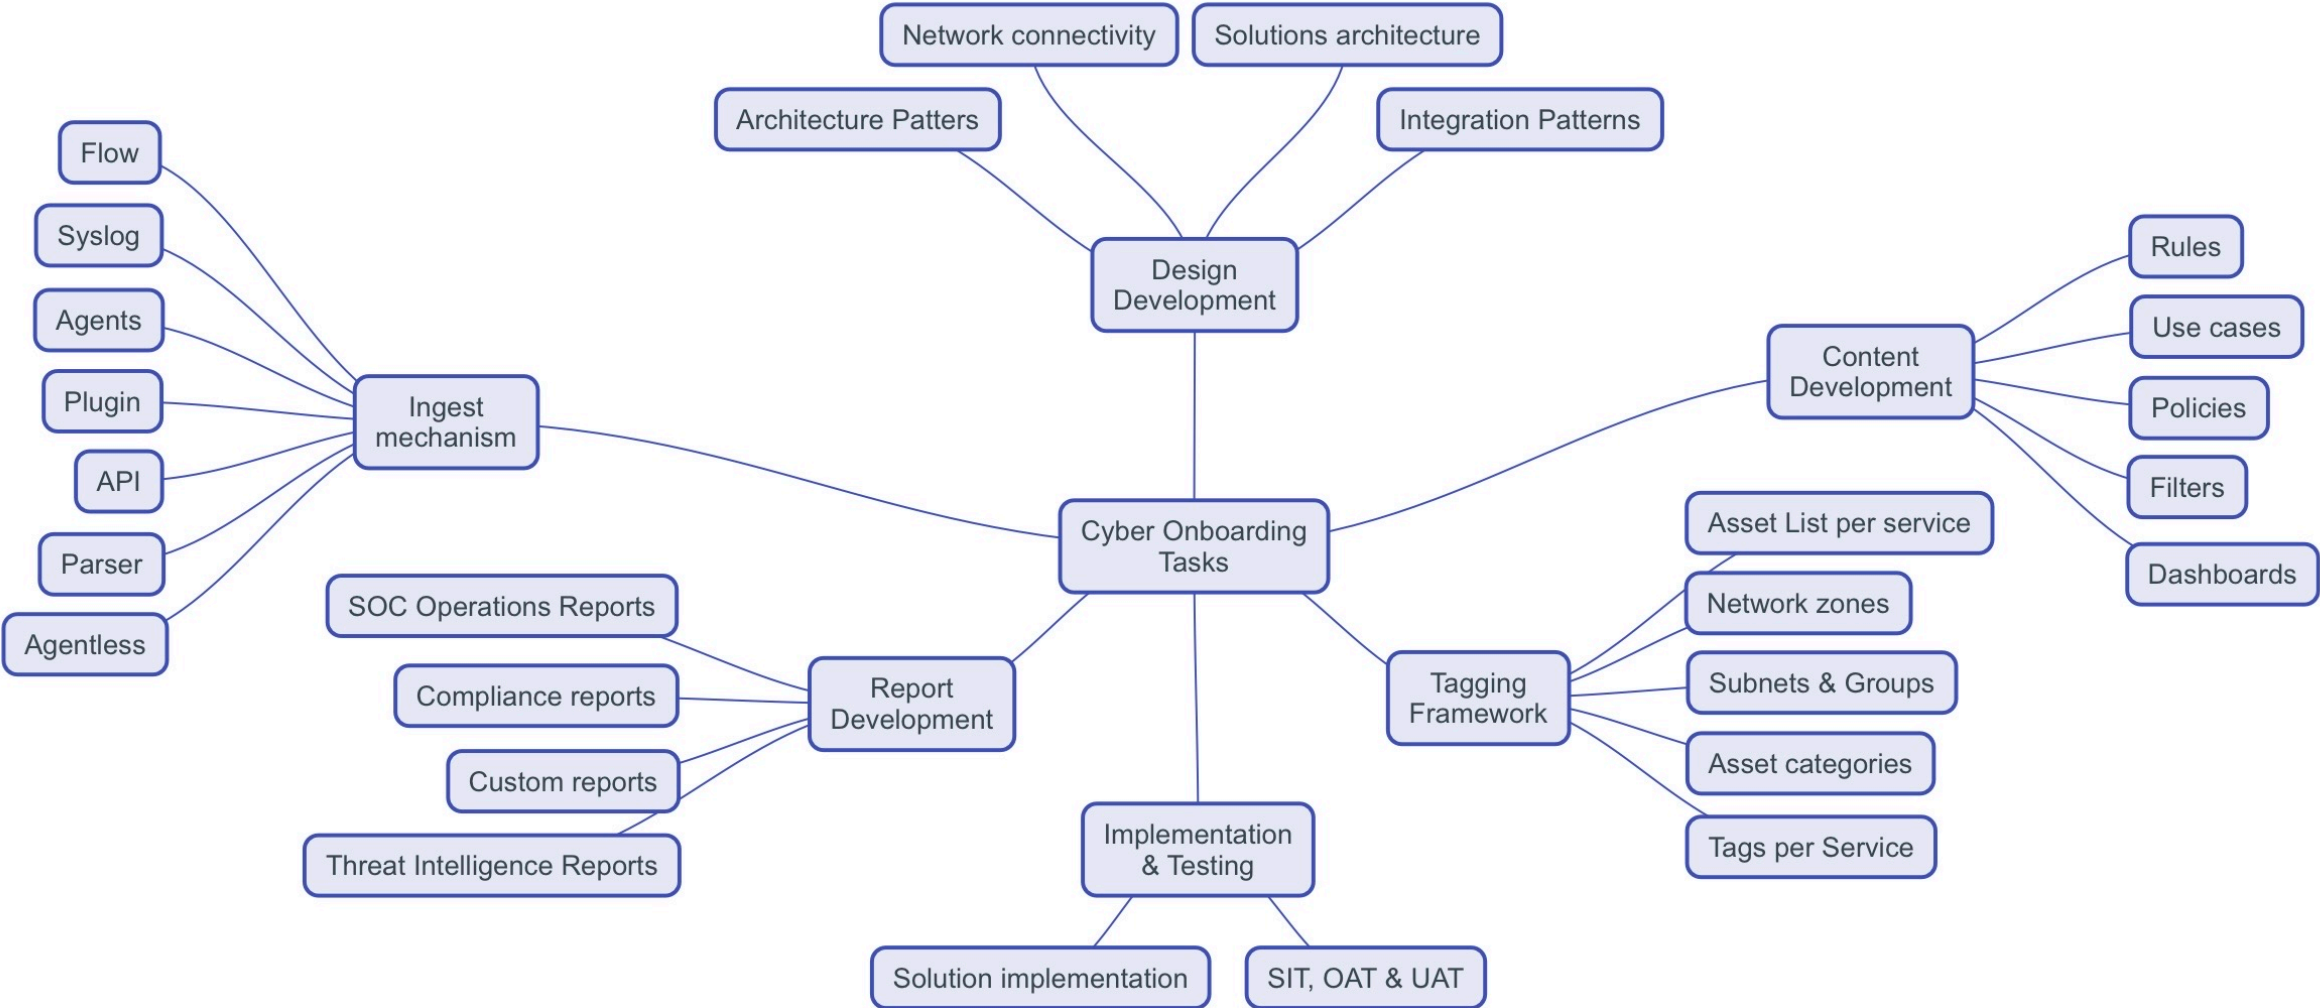 Network connectivity
Solutions architecture
Architecture Patters
Integration Patterns
Design
Development
Flow
Syslog
Agents
Plugin
API
Parser
Agentless
Ingest
mechanism
Content
Development
Rules
Use cases
Policies
Filters
Dashboards
Cyber Onboarding
Tasks
SOC Operations Reports
Compliance reports
Custom reports
Threat Intelligence Reports
Report
Development
Tagging
Framework
Asset List per service
Network zones
Subnets & Groups
Asset categories
Tags per Service
Implementation
& Testing
Solution implementation
SIT, OAT & UAT